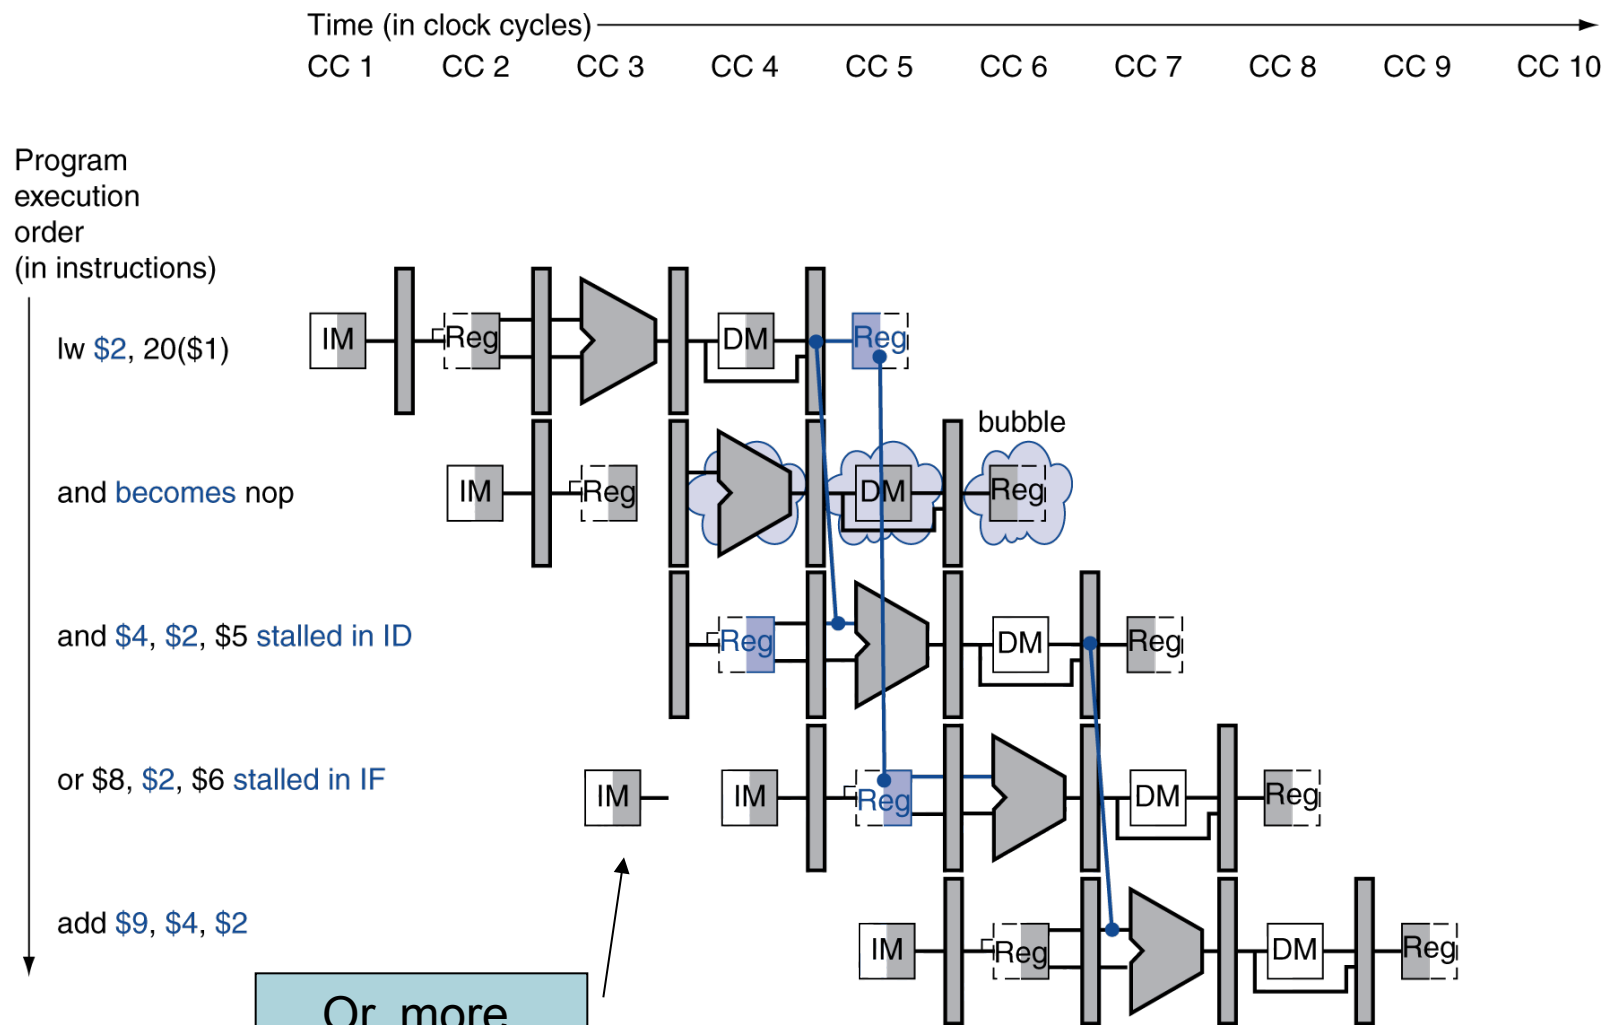 Time (in clock cycles)
CC 1 CC 2 CC 3 CC 4 CC 5 CC 6 CC 7 CC 8 CC 9 CC 10
Program
execution
order
(in instructions)
lw $2, 20($1)
IM Reg DM Reg
bubble
and becomes nop
IM Reg DM Reg
and $4, $2, $5 stalled in ID
Reg DM Reg
or $8, $2, $6 stalled in IF
IM IM Reg DM Reg
add $9, $4, $2
IM Reg DM Reg
Or, more